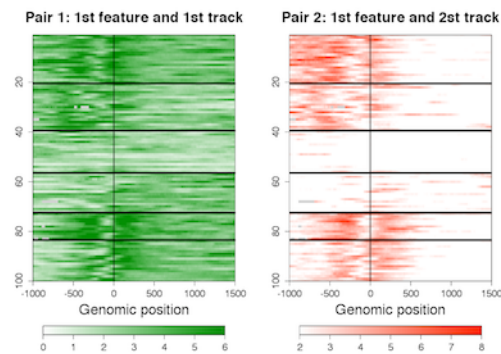 Pair 1: 1st feature and 1st track
20
40
60
80
100
-1000 -500 0 500 1000 1500
Genomic position
0 1 2 3 4 5 6
Pair 2: 1st feature and 2st track
20
40
60
80
100
-1000 -500 0 500 1000 1500
Genomic position
2 3 4 5 6 7 8